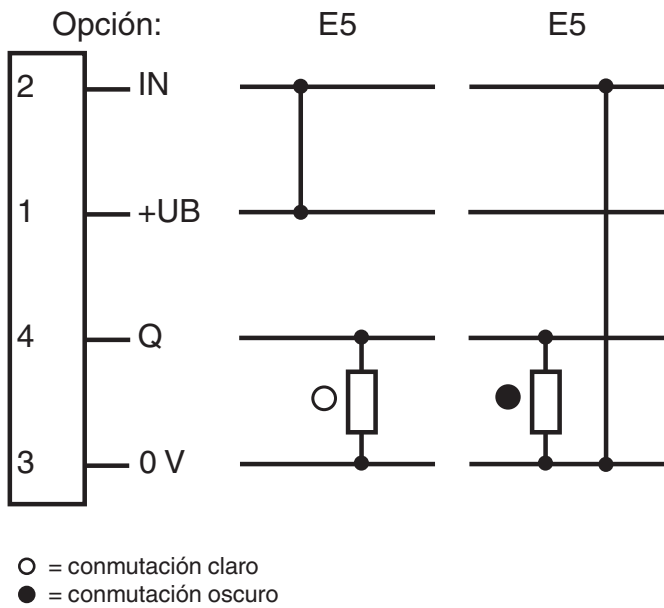 Opción: E5 E5
2 IN
1 +UB
4 Q
3 0 V
= conmutación claro
= conmutación oscuro